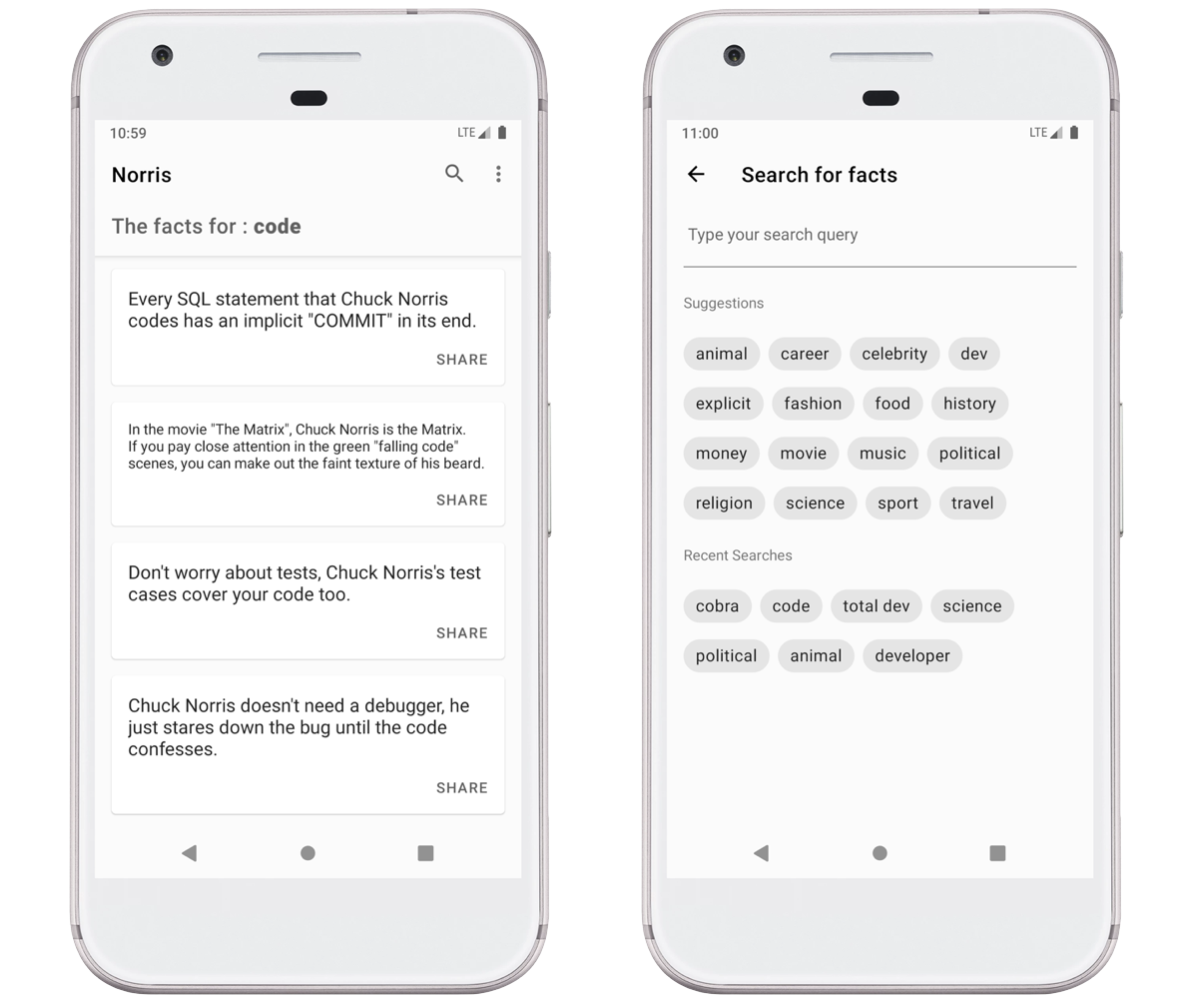 10:59
LTE
Norris
The facts for : code
Every SQL statement that Chuck Norris
codes has an implicit "COMMIT" in its end.
SHARE
In the movie "The Matrix", Chuck Norris is the Matrix.
If you pay close attention in the green "falling code"
scenes, you can make out the faint texture of his beard.
SHARE
Don't worry about tests, Chuck Norris's test
cases cover your code too.
SHARE
Chuck Norris doesn't need a debugger, he
just stares down the bug until the code
confesses.
SHARE
11:00
LTE
Search for facts
Type your search query
Suggestions
animal career celebrity dev
explicit fashion food history
money movie music political
religion science sport travel
Recent Searches
cobra code total dev science
political animal developer